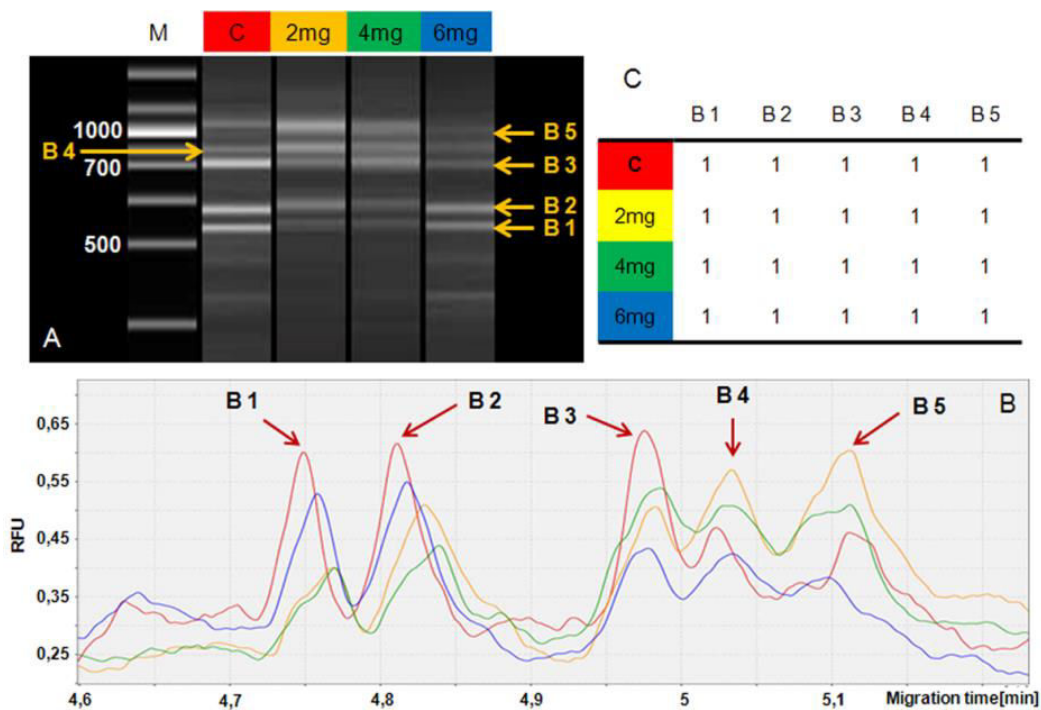 M C 2mg 4mg 6mg
1000
B 5
B 4
700
B 3
B 2
B 1
500
A
C
B 1 B 2 B 3 B 4 B 5
C 1 1 1 1 1
2mg 1 1 1 1 1
4mg 1 1 1 1 1
6mg 1 1 1 1 1
B 1 B 2 B 3 B 4 B 5 B
0,65
0,55
RFU
0,45
0,35
0,25
4,6 4,7 4,8 4,9 5 5,1 Migration time[min]